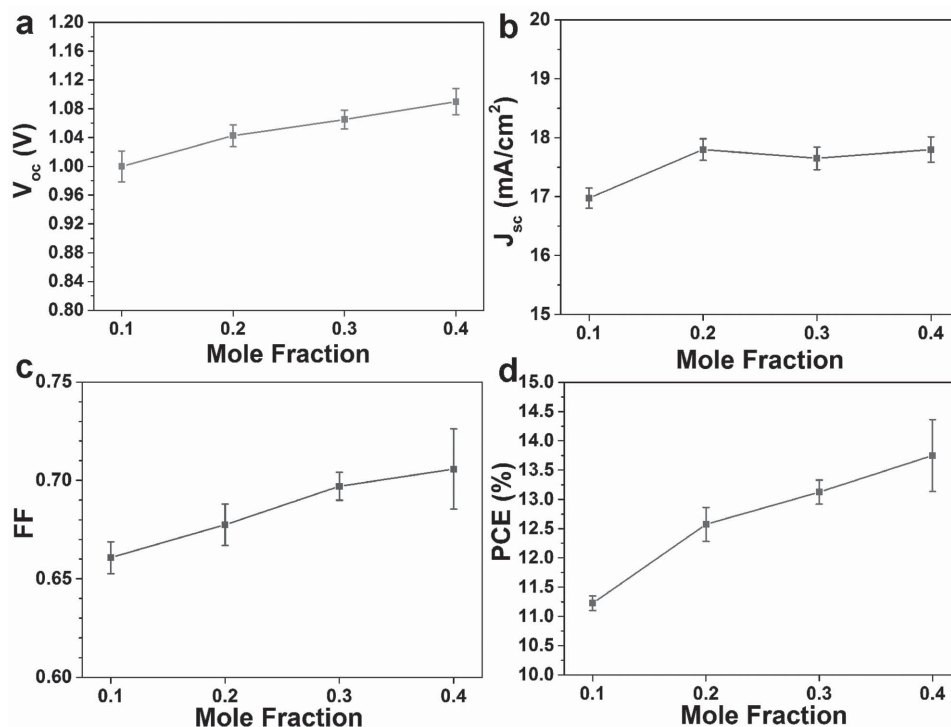 a
1.20
1.16
1.12
1.08
1.04
1.00
0.96
0.92
0.88
0.84
0.80
V_oc (V)
0.1 0.2 0.3 0.4
Mole Fraction
b
20
19
18
17
16
15
J_sc (mA/cm²)
0.1 0.2 0.3 0.4
Mole Fraction
c
0.75
0.70
0.65
0.60
FF
0.1 0.2 0.3 0.4
Mole Fraction
d
15.0
14.5
14.0
13.5
13.0
12.5
12.0
11.5
11.0
10.5
10.0
PCE (%)
0.1 0.2 0.3 0.4
Mole Fraction